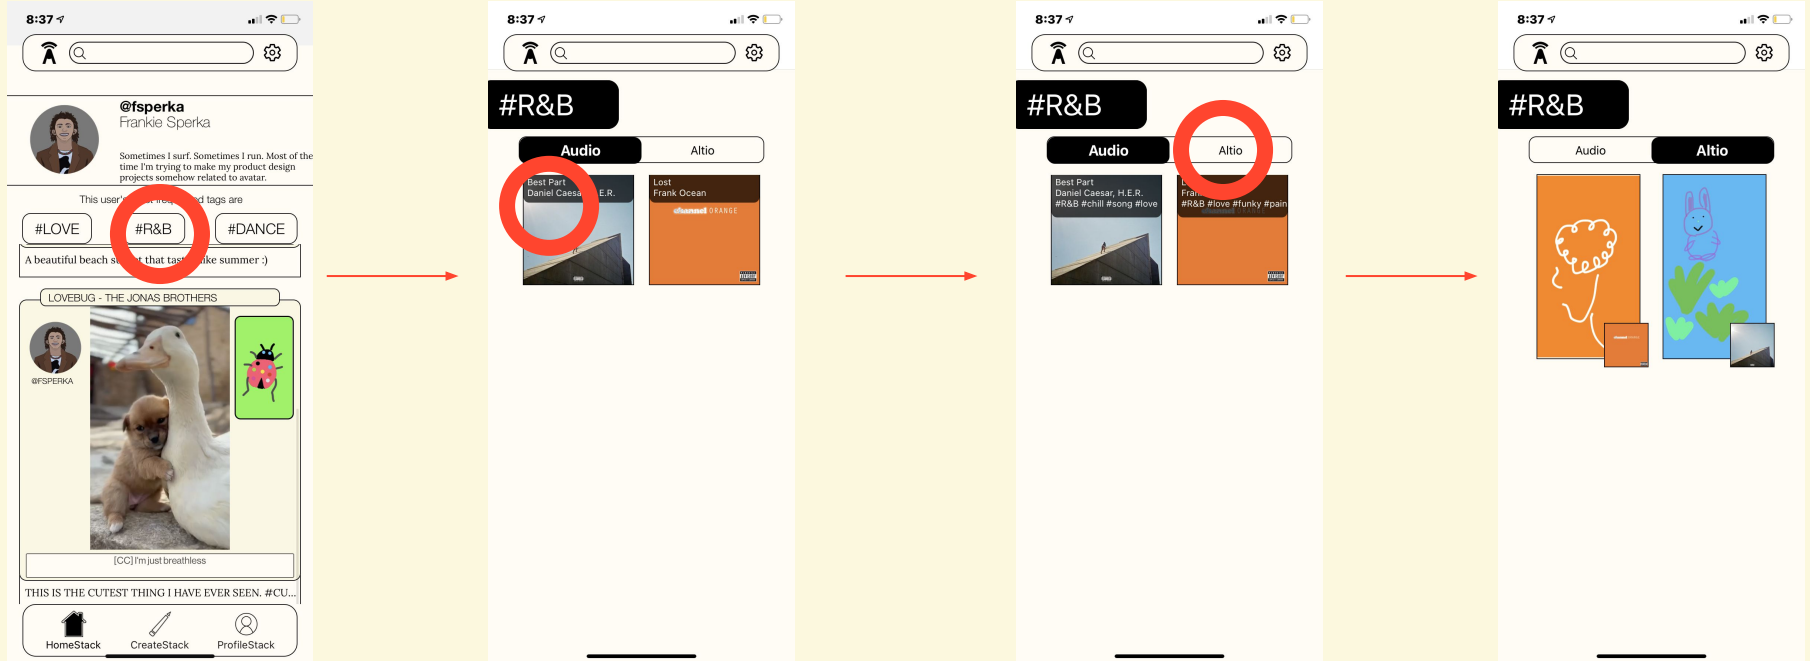 8:37
@fsperka
Frankie Sperka
Sometimes I surf. Sometimes I run. Most of the
time I'm trying to make my product design
projects somehow related to avatar.
This user's tags are
#LOVE
#R&B
#DANCE
A beautiful beach that like summer :)
LOVEBUG - THE JONAS BROTHERS
@FSPERKA
[CC] I'm just breathless
THIS IS THE CUTEST THING I HAVE EVER SEEN. #CU...
HomeStack
CreateStack
ProfileStack
8:37
#R&B
Audio
Altio
Best Part
Daniel Caesa E.R.
Lost
Frank Ocean
channel ORANGE
8:37
#R&B
Audio
Altio
Best Part
Daniel Caesar, H.E.R.
#R&B #chill #song #love
#R&B #love #funky #pain
8:37
#R&B
Audio
Altio